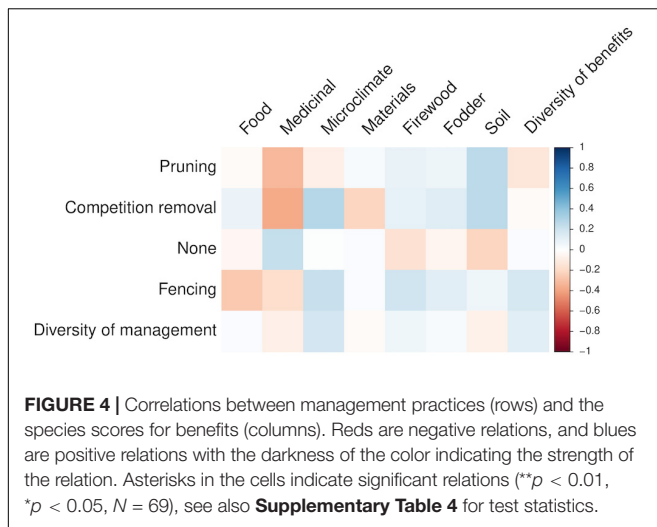 Food Medicinal Microclimate Materials Firewood Fodder Soil Diversity of benefits
Pruning
Competition removal
None
Fencing
Diversity of management
1
0.8
0.6
0.4
0.2
0
−0.2
−0.4
−0.6
−0.8
−1
FIGURE 4 | Correlations between management practices (rows) and the
species scores for benefits (columns). Reds are negative relations, and blues
are positive relations with the darkness of the color indicating the strength of
the relation. Asterisks in the cells indicate significant relations (**p < 0.01,
*p < 0.05, N = 69), see also Supplementary Table 4 for test statistics.